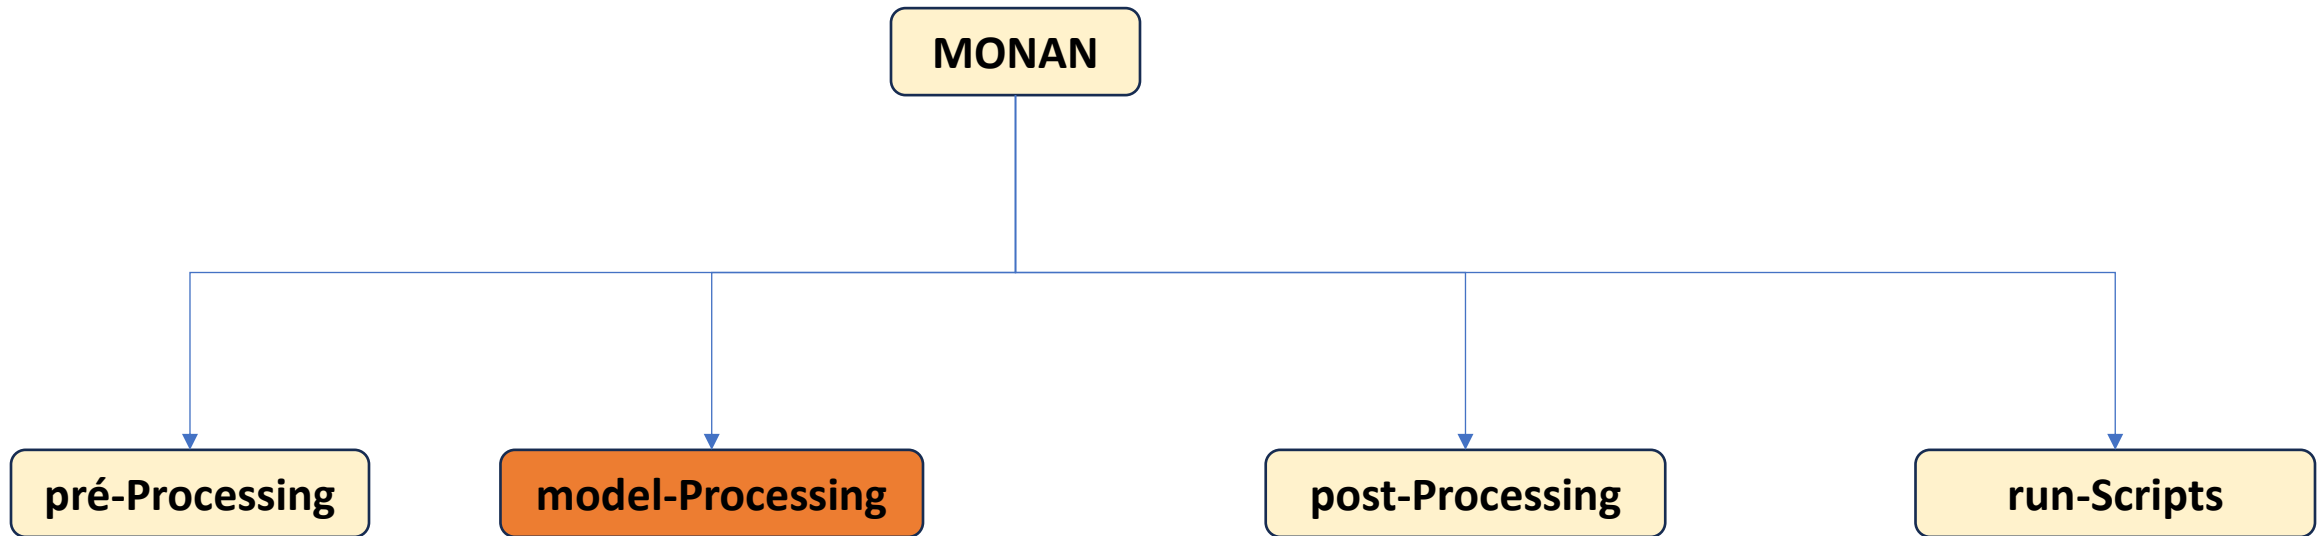 MONAN
pré-Processing
model-Processing
post-Processing
run-Scripts